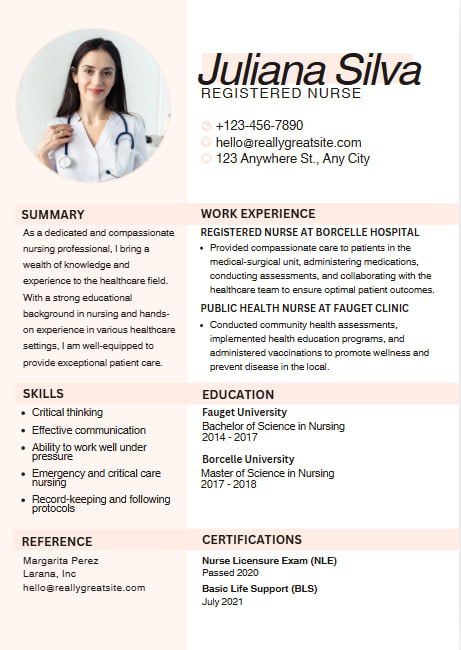 Juliana Silva
REGISTERED NURSE
+123-456-7890
hello@reallygreatsite.com
123 Anywhere St., Any City
SUMMARY
As a dedicated and compassionate
nursing professional, I bring a
wealth of knowledge and
experience to the healthcare field.
With a strong educational
background in nursing and hands-
on experience in various healthcare
settings, I am well-equipped to
provide exceptional patient care.
SKILLS
• Critical thinking
• Effective communication
• Ability to work well under
pressure
• Emergency and critical care
nursing
• Record-keeping and following
protocols
REFERENCE
Margarita Perez
Larana, Inc
hello@reallygreatsite.com
WORK EXPERIENCE
REGISTERED NURSE AT BORCELLE HOSPITAL
• Provided compassionate care to patients in the
medical-surgical unit, administering medications,
conducting assessments, and collaborating with the
healthcare team to ensure optimal patient outcomes.
PUBLIC HEALTH NURSE AT FAUGET CLINIC
• Conducted community health assessments,
implemented health education programs, and
administered vaccinations to promote wellness and
prevent disease in the local.
EDUCATION
Fauget University
Bachelor of Science in Nursing
2014 - 2017
Borcelle University
Master of Science in Nursing
2017 - 2018
CERTIFICATIONS
Nurse Licensure Exam (NLE)
Passed 2020
Basic Life Support (BLS)
July 2021